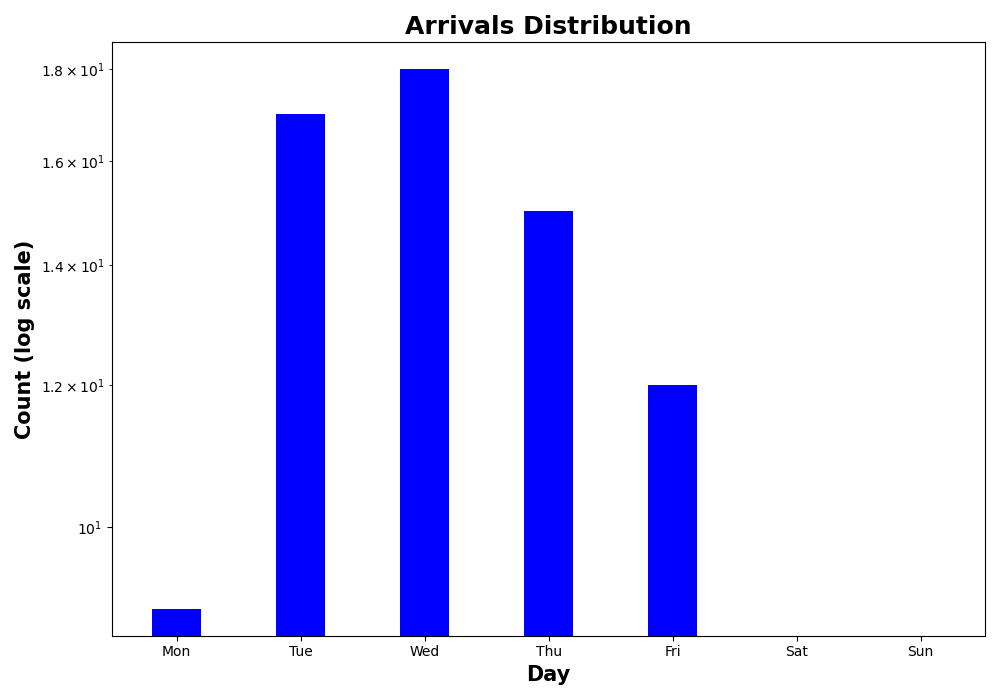 Arrivals Distribution
1.8 × 10¹
1.6 × 10¹
1.4 × 10¹
1.2 × 10¹
10¹
Count (log scale)
Mon Tue Wed Thu Fri Sat Sun
Day